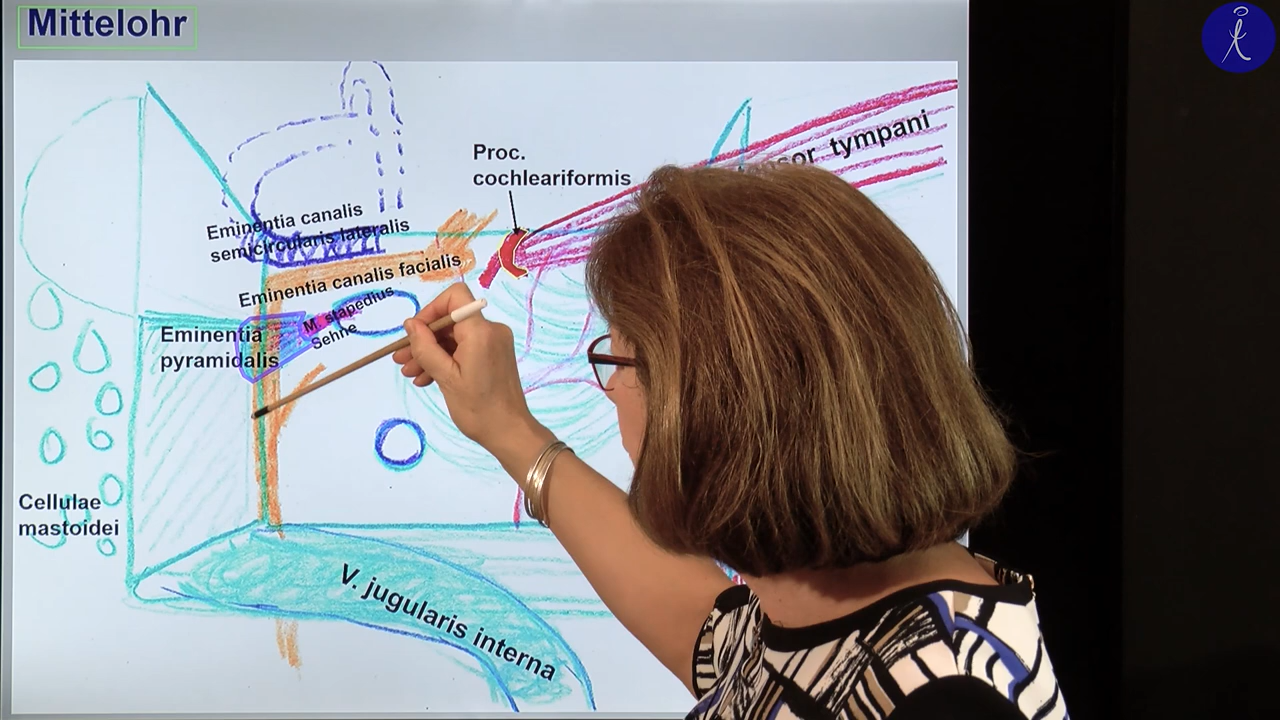 Mittelohr
Proc.
cochleariformis
tympani
Eminentia canalis
semicircularis lateralis
Eminentia canalis facialis
M. stapedius
Sehne
Eminentia
pyramidalis
Cellulae
mastoidei
V. jugularis interna